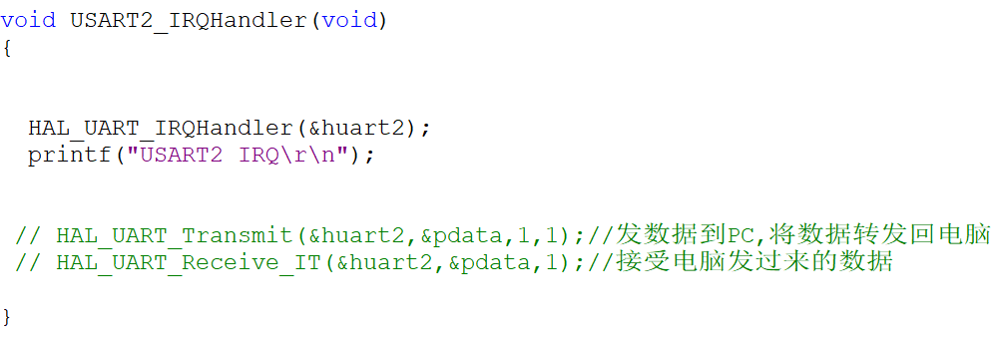 void USART2_IRQHandler(void)
{
HAL_UART_IRQHandler(&huart2);
printf("USART2 IRQ\r\n");
// HAL_UART_Transmit(&huart2,&pdata,1,1);//发数据到PC,将数据转发回电脑
// HAL_UART_Receive_IT(&huart2,&pdata,1);//接受电脑发过来的数据
}